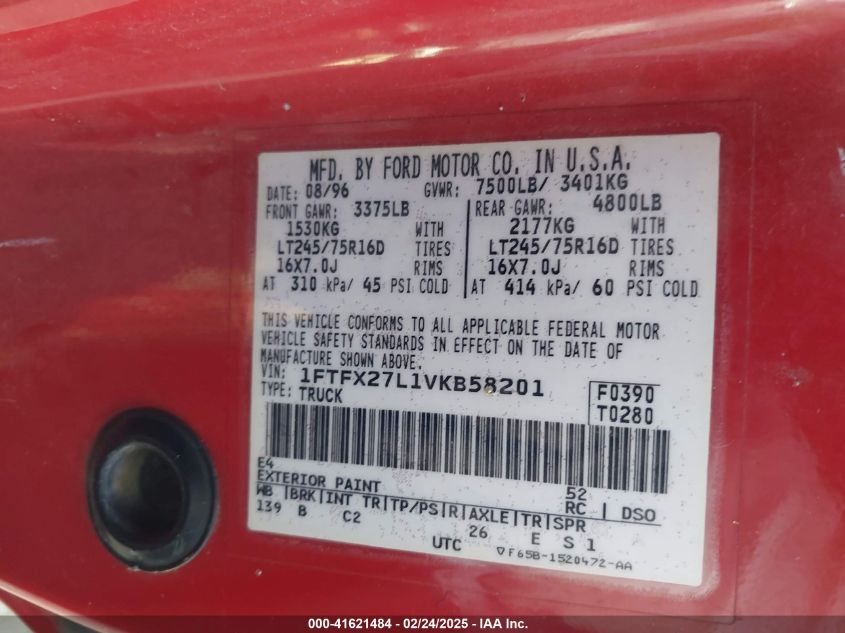 MFD. BY FORD MOTOR CO. IN U.S.A.
DATE: 08/96 GVWR: 7500LB/ 3401KG
FRONT GAWR: 3375LB REAR GAWR: 4800LB
1530KG WITH 2177KG WITH
LT245/75R16D TIRES LT245/75R16D TIRES
16X7.0J RIMS 16X7.0J RIMS
AT 310 kPa/ 45 PSI COLD AT 414 kPa/ 60 PSI COLD
THIS VEHICLE CONFORMS TO ALL APPLICABLE FEDERAL MOTOR
VEHICLE SAFETY STANDARDS IN EFFECT ON THE DATE OF
MANUFACTURE SHOWN ABOVE.
VIN: 1FTFX27L1VKB58201 F0390
TYPE: TRUCK T0280
E4
EXTERIOR PAINT 52 RC DSO
WB BRK INT TR TP/PS R AXLE TR SPR
139 B C2 26 E S 1
UTC ▽F65B-1520472-AA
000-41621484 - 02/24/2025 - IAAI - Copart USA - BidFax.info